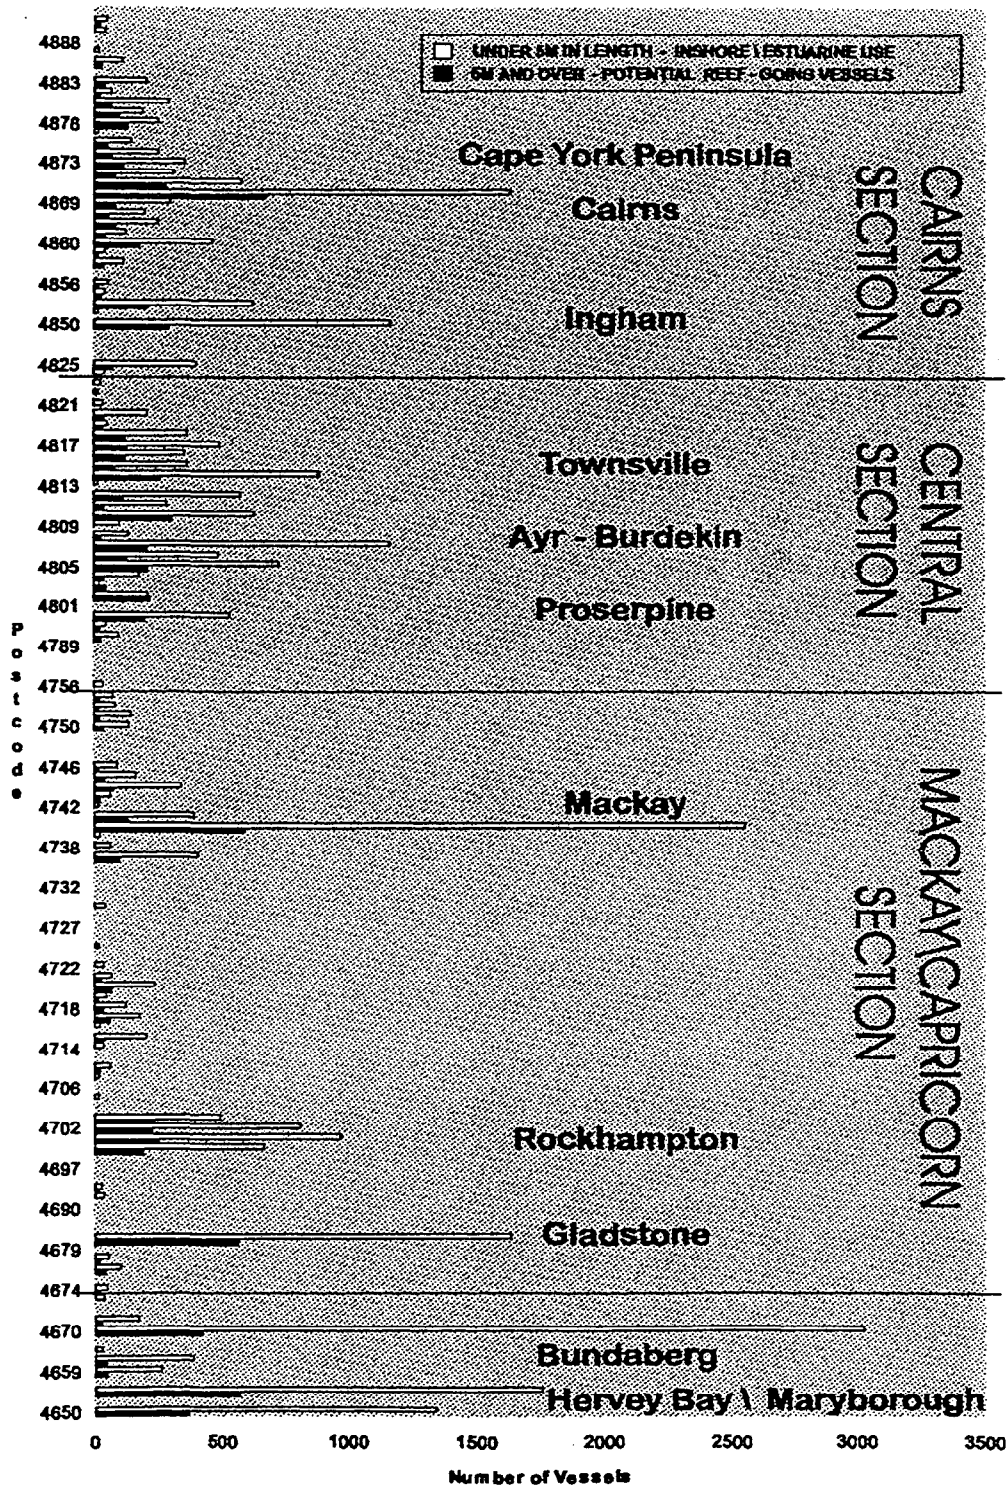 UNDER 5M IN LENGTH - INSHORE \ ESTUARINE USE
5M AND OVER - POTENTIAL REEF - GOING VESSELS
4888
4883
4876
4873
4869
4860
4856
4850
4825
4821
4817
4813
4809
4805
4801
4789
4756
4750
4746
4742
4738
4732
4727
4722
4718
4714
4706
4702
4697
4690
4679
4674
4670
4659
4650
Postcode
Cape York Peninsula
Cairns
Ingham
CAIRNS
SECTION
Townsville
Ayr - Burdekin
Proserpine
CENTRAL
SECTION
Mackay
Rockhampton
Gladstone
MACKAY\CAPRICORN
SECTION
Bundaberg
Hervey Bay \ Maryborough
0 500 1000 1500 2000 2500 3000 3500
Number of Vessels